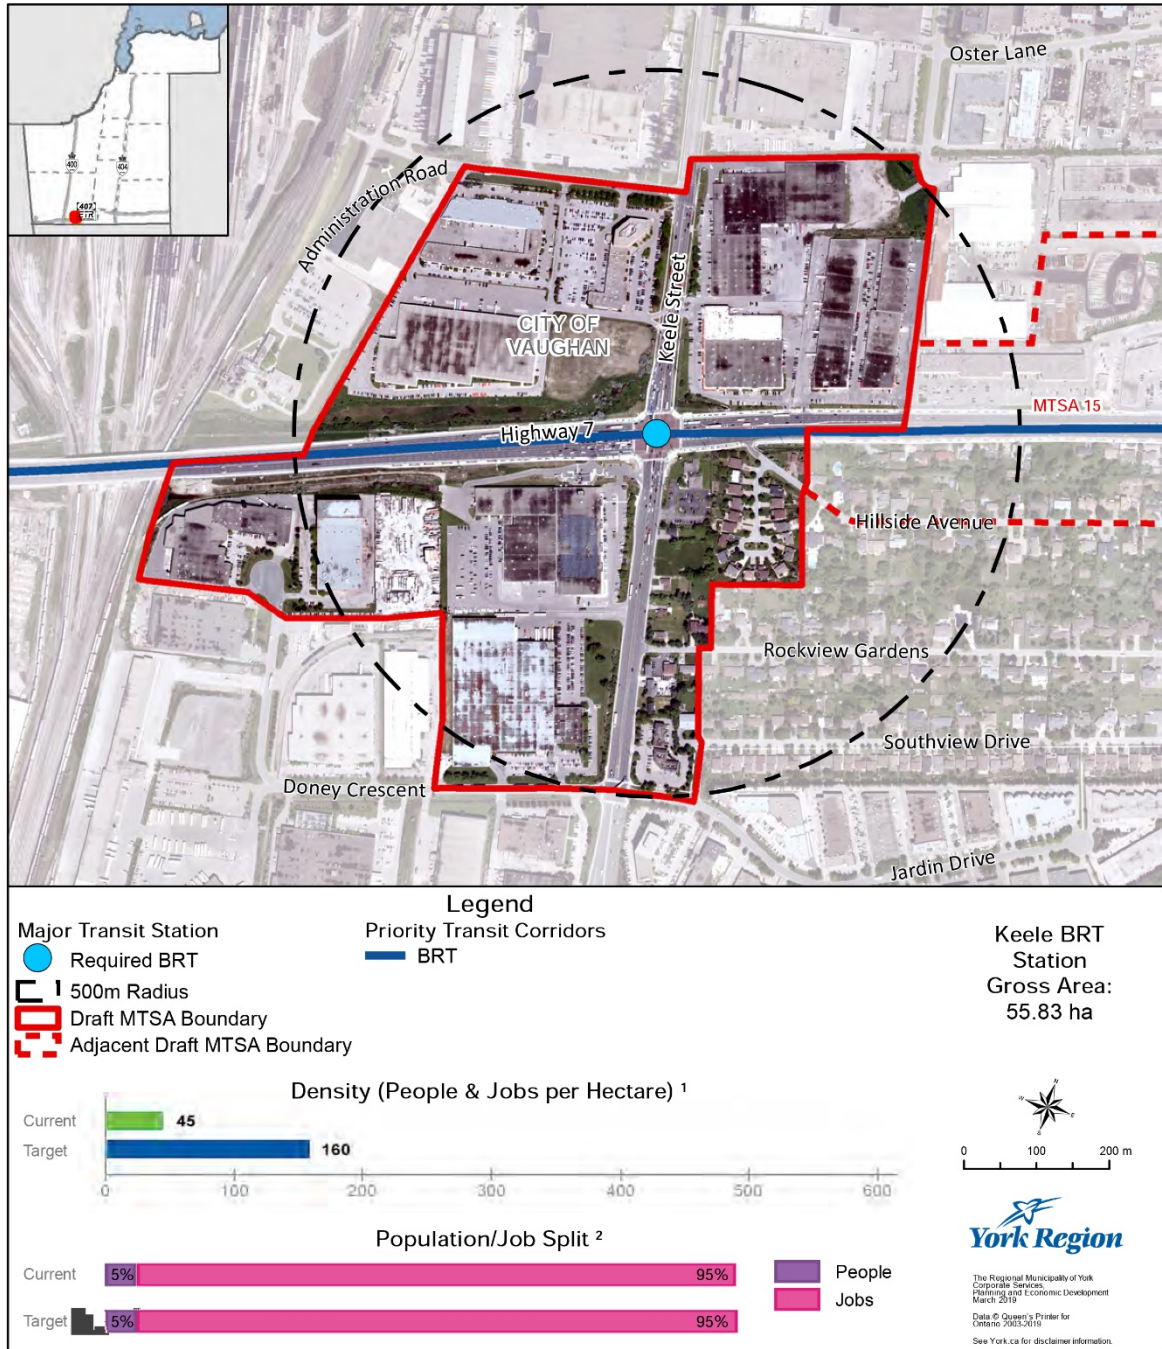 400
404
407
ETR
Oster Lane
Administration Road
Keele Street
CITY OF
VAUGHAN
MTSA 15
Highway 7
Hillside Avenue
Rockview Gardens
Southview Drive
Doney Crescent
Jardin Drive
Legend
Major Transit Station
Required BRT
500m Radius
Draft MTSA Boundary
Adjacent Draft MTSA Boundary
Priority Transit Corridors
BRT
Keele BRT
Station
Gross Area:
55.83 ha
Density (People & Jobs per Hectare) 1
Current 45
Target 160
0 100 200 300 400 500 600
N
W E
S
0 100 200 m
Population/Job Split 2
Current 5% 95%
Target 5% 95%
People
Jobs
York Region
The Regional Municipality of York
Corporate Services,
Planning and Economic Development
March 2019
Data:© Queen's Printer for
Ontario 2003-2019
See York.ca for disclaimer information.